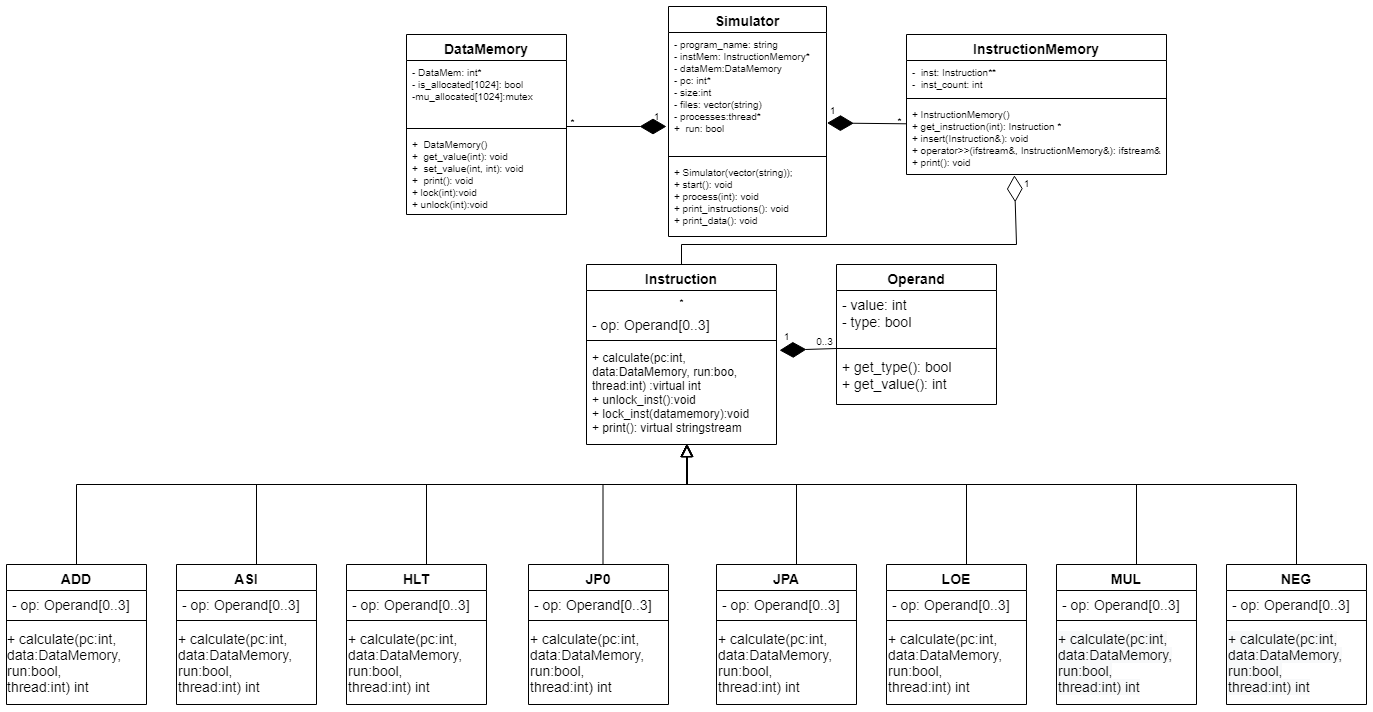 DataMemory
- DataMem: int*
- is_allocated[1024]: bool
-mu_allocated[1024]:mutex
+ DataMemory()
+ get_value(int): void
+ set_value(int, int): void
+ print(): void
+ lock(int):void
+ unlock(int):void
*
1
Simulator
- program_name: string
- instMem: InstructionMemory*
- dataMem:DataMemory
- pc: int*
- size:int
- files: vector(string)
- processes:thread*
+ run: bool
+ Simulator(vector(string));
+ start(): void
+ process(int): void
+ print_instructions(): void
+ print_data(): void
1
*
InstructionMemory
- inst: Instruction**
- inst_count: int
+ InstructionMemory()
+ get_instruction(int): Instruction *
+ insert(Instruction&): void
+ operator>>(ifstream&, InstructionMemory&): ifstream&
+ print(): void
1
Instruction
*
- op: Operand[0..3]
+ calculate(pc:int,
data:DataMemory, run:boo,
thread:int) :virtual int
+ unlock_inst():void
+ lock_inst(datamemory):void
+ print(): virtual stringstream
1
0..3
Operand
- value: int
- type: bool
+ get_type(): bool
+ get_value(): int
ADD
- op: Operand[0..3]
+ calculate(pc:int,
data:DataMemory,
run:bool,
thread:int) int
ASI
- op: Operand[0..3]
+ calculate(pc:int,
data:DataMemory,
run:bool,
thread:int) int
HLT
- op: Operand[0..3]
+ calculate(pc:int,
data:DataMemory,
run:bool,
thread:int) int
JP0
- op: Operand[0..3]
+ calculate(pc:int,
data:DataMemory,
run:bool,
thread:int) int
JPA
- op: Operand[0..3]
+ calculate(pc:int,
data:DataMemory,
run:bool,
thread:int) int
LOE
- op: Operand[0..3]
+ calculate(pc:int,
data:DataMemory,
run:bool,
thread:int) int
MUL
- op: Operand[0..3]
+ calculate(pc:int,
data:DataMemory,
run:bool,
thread:int) int
NEG
- op: Operand[0..3]
+ calculate(pc:int,
data:DataMemory,
run:bool,
thread:int) int